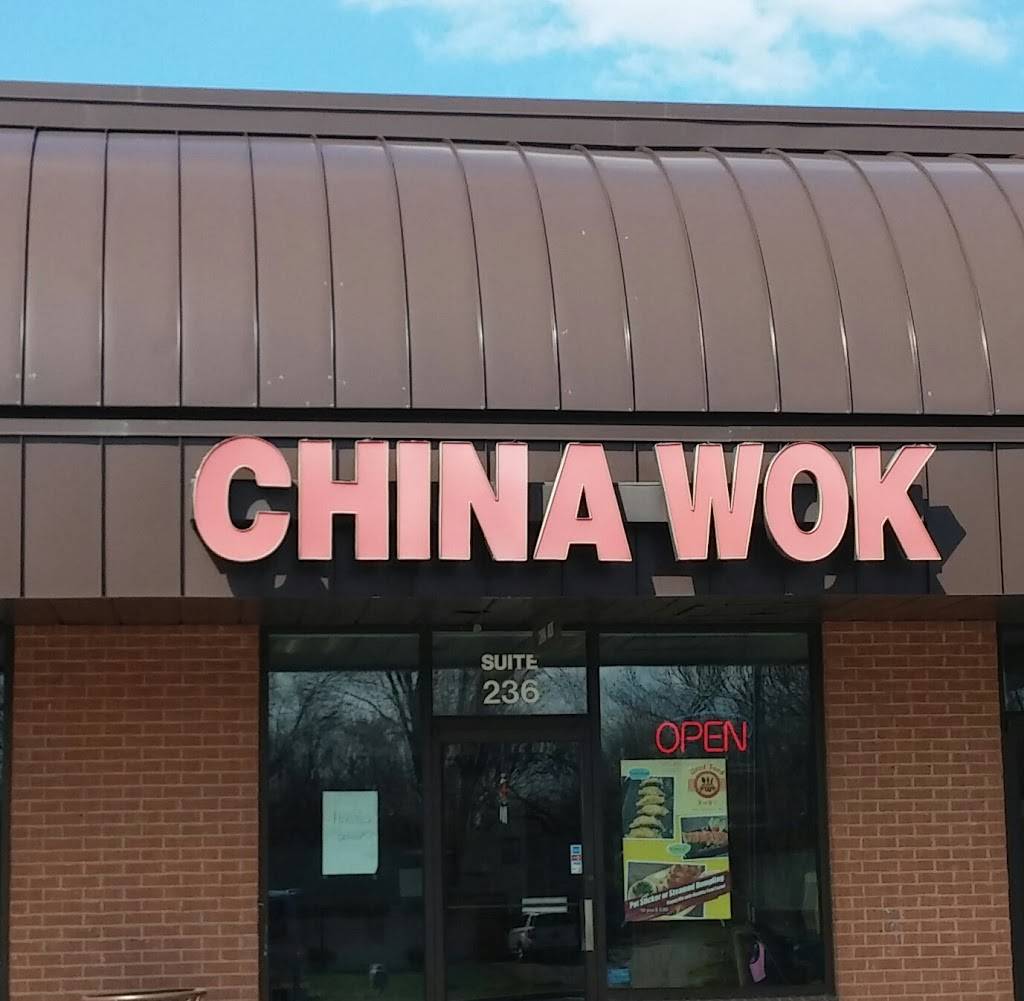 CHINA WOK
SUITE
236
OPEN
Pot Sticker or Steamed Dumpling